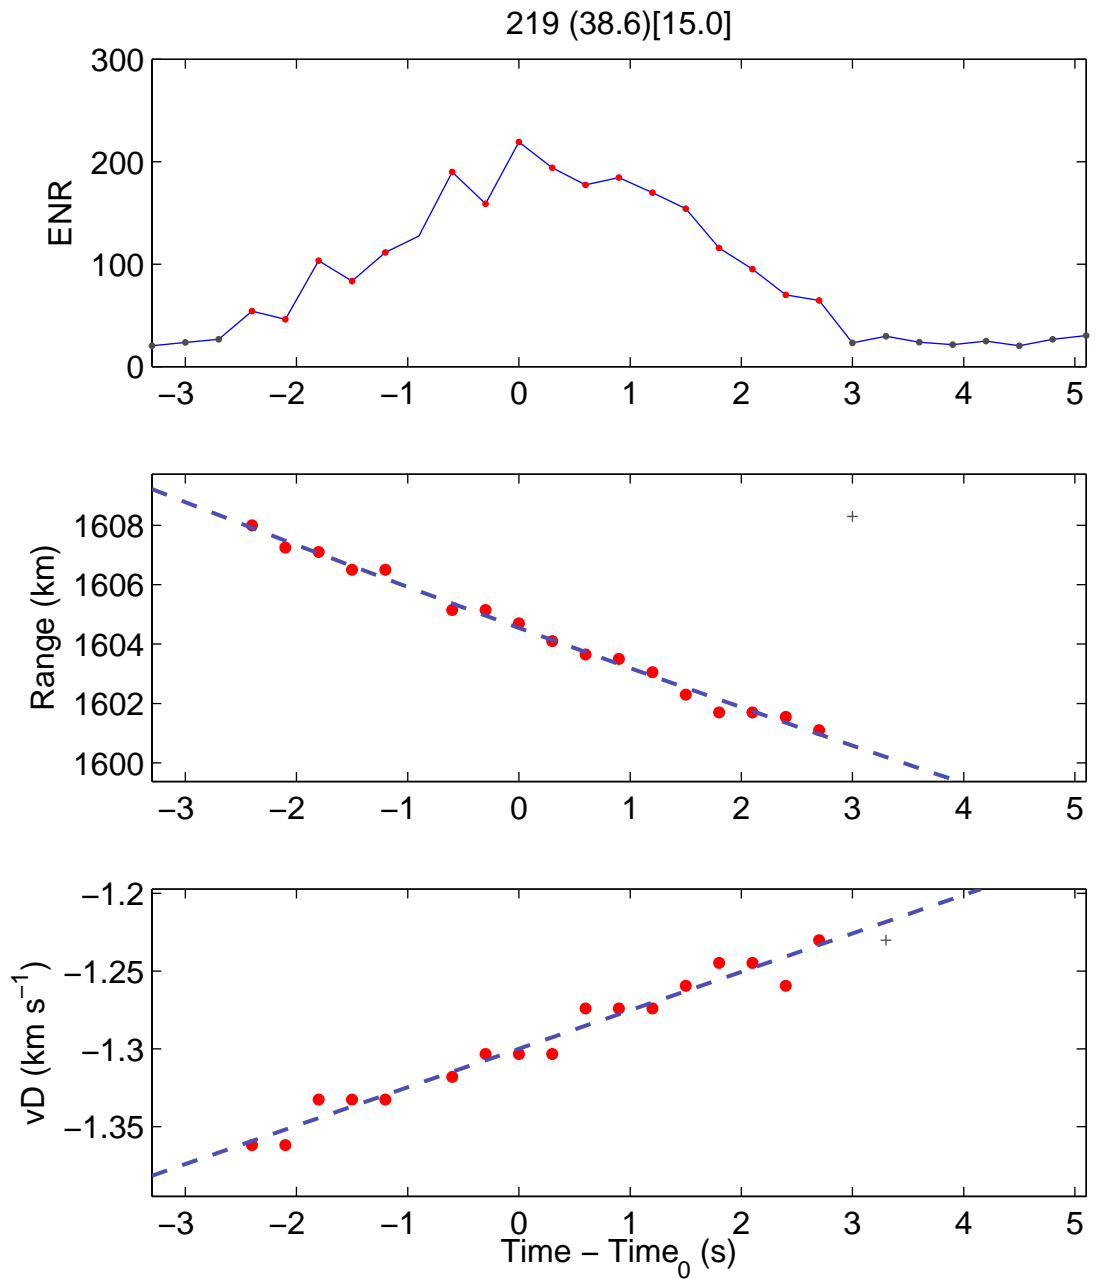 219 (38.6)[15.0]
300
200
100
0
ENR
−3 −2 −1 0 1 2 3 4 5
1608
1606
1604
1602
1600
Range (km)
−3 −2 −1 0 1 2 3 4 5
−1.2
−1.25
−1.3
−1.35
vD (km s⁻¹)
−3 −2 −1 0 1 2 3 4 5
Time − Time₀ (s)